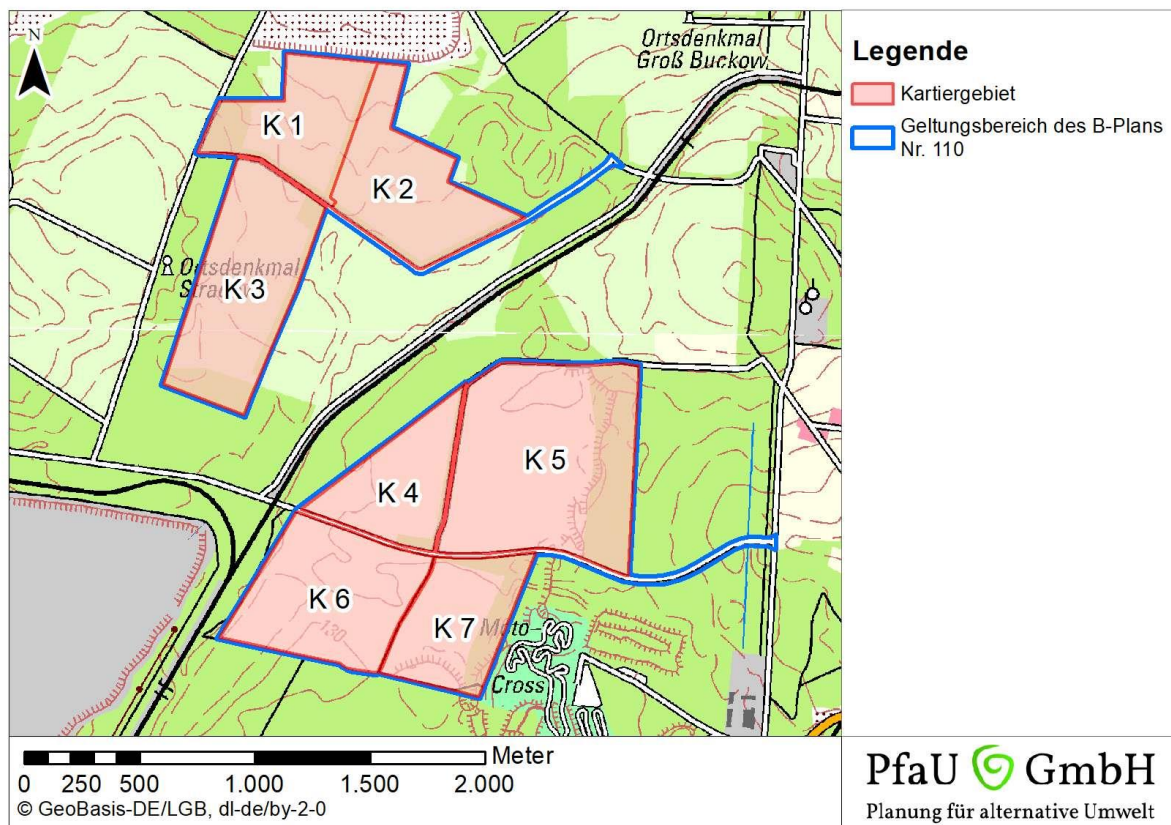 N
Ortsdenkmal
Groß Buckow
K 1
K 2
Ortsdenkmal
K 3
K 4
K 5
K 6
130
K 7
Moto-
Cross
Legende
Kartiergebiet
Geltungsbereich des B-Plans
Nr. 110
Meter
0 250 500 1.000 1.500 2.000
© GeoBasis-DE/LGB, dl-de/by-2-0
PfaU GmbH
Planung für alternative Umwelt